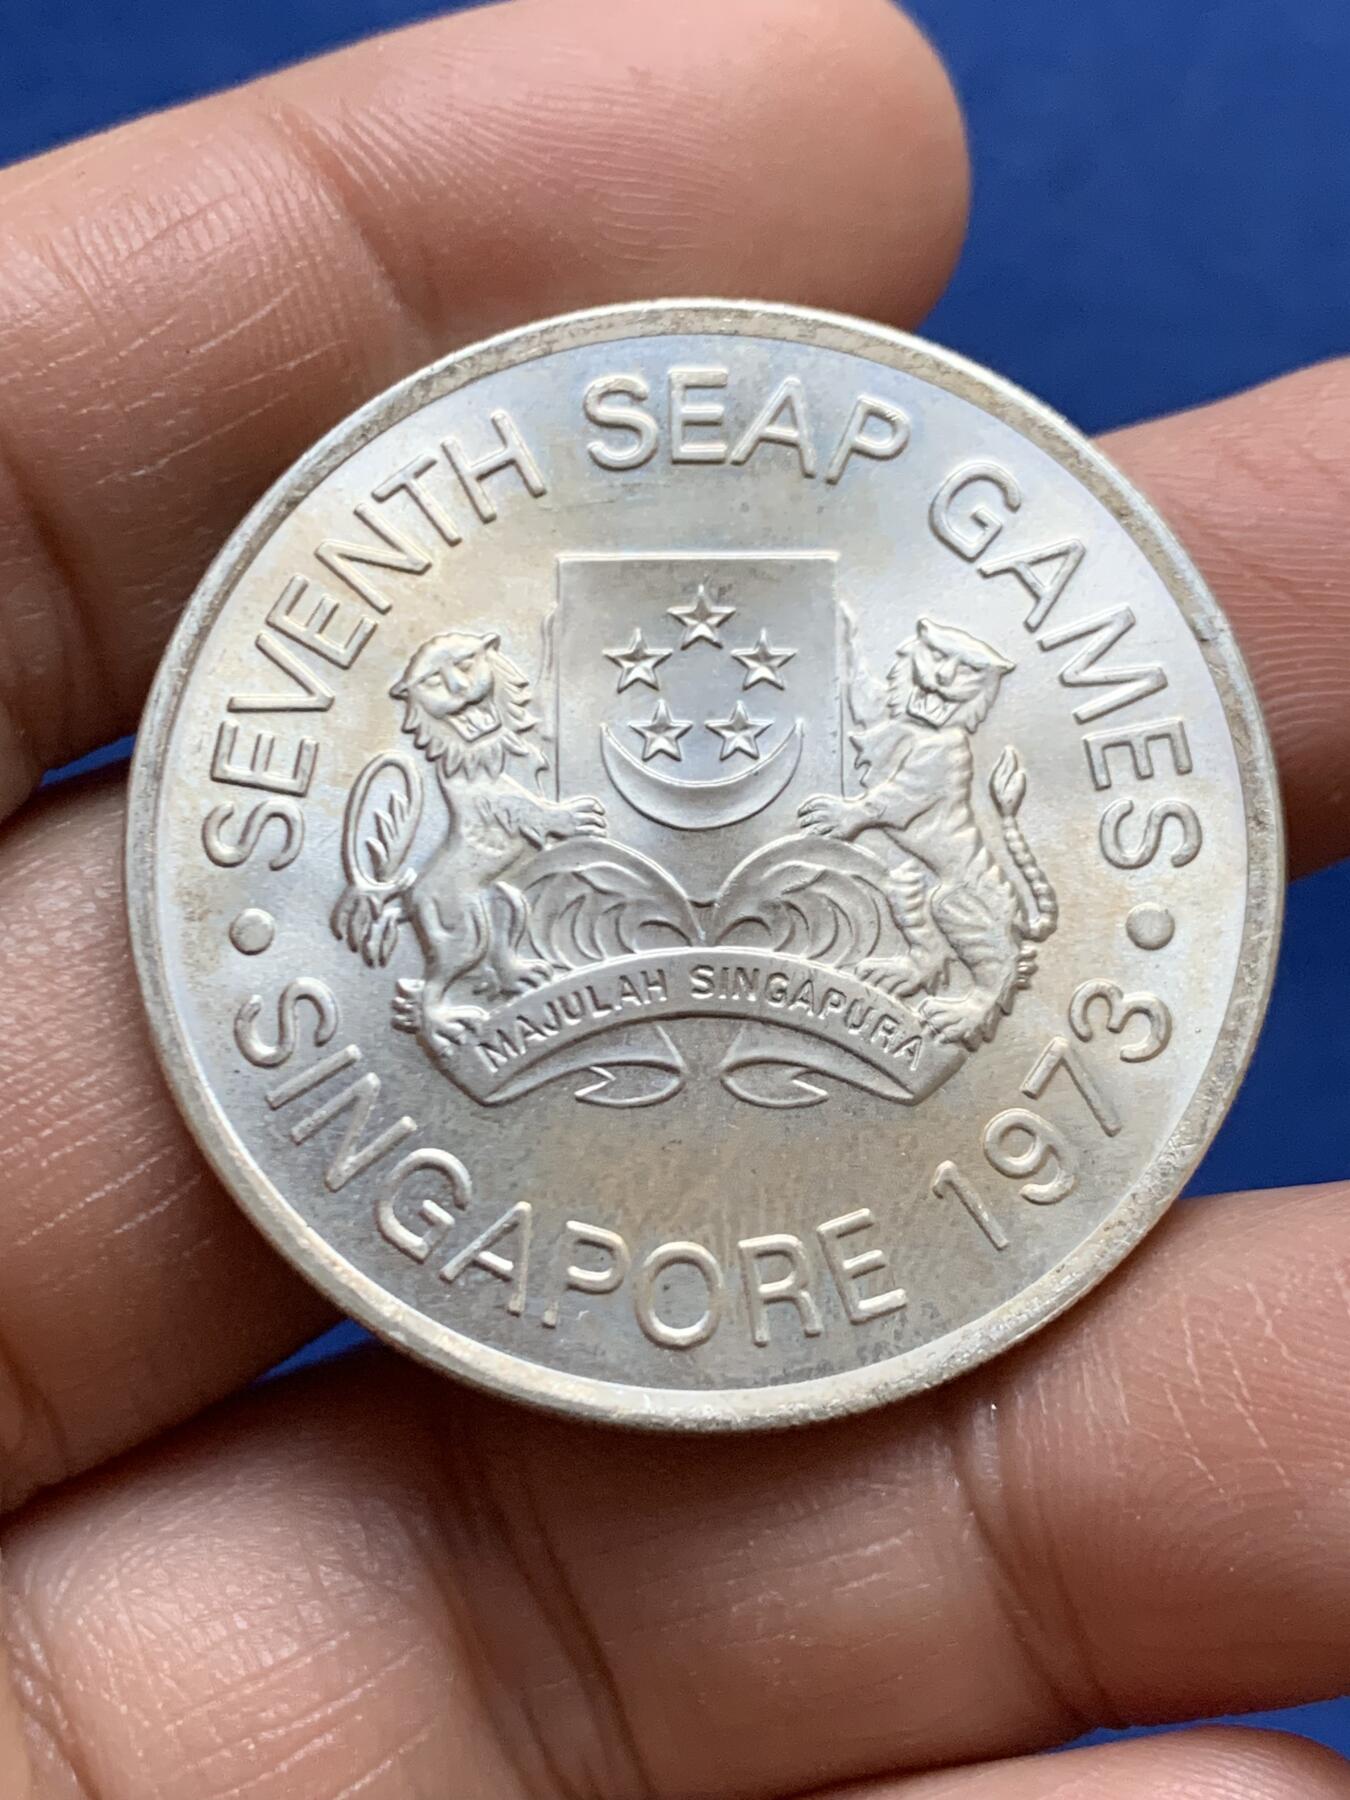 SEVENTH SEAP GAMES
MAJULAH SINGAPURA
• SINGAPORE 1973 •